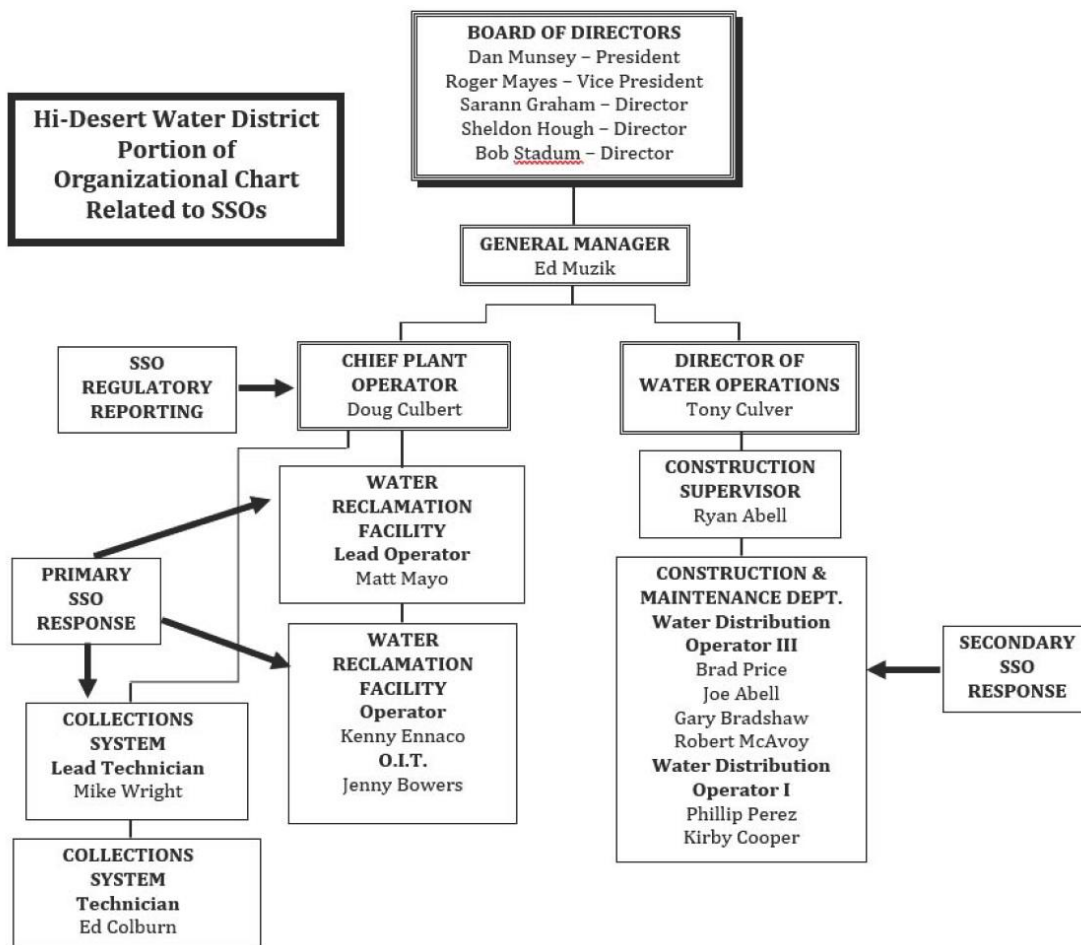 BOARD OF DIRECTORS
Dan Munsey – President
Roger Mayes – Vice President
Sarann Graham – Director
Sheldon Hough – Director
Bob Stadum – Director
Hi-Desert Water District
Portion of
Organizational Chart
Related to SSOs
GENERAL MANAGER
Ed Muzik
SSO
REGULATORY
REPORTING
CHIEF PLANT
OPERATOR
Doug Culbert
DIRECTOR OF
WATER OPERATIONS
Tony Culver
WATER
RECLAMATION
FACILITY
Lead Operator
Matt Mayo
CONSTRUCTION
SUPERVISOR
Ryan Abell
PRIMARY
SSO
RESPONSE
WATER
RECLAMATION
FACILITY
Operator
Kenny Ennaco
O.I.T.
Jenny Bowers
CONSTRUCTION &
MAINTENANCE DEPT.
Water Distribution
Operator III
Brad Price
Joe Abell
Gary Bradshaw
Robert McAvoy
Water Distribution
Operator I
Phillip Perez
Kirby Cooper
SECONDARY
SSO
RESPONSE
COLLECTIONS
SYSTEM
Lead Technician
Mike Wright
COLLECTIONS
SYSTEM
Technician
Ed Colburn